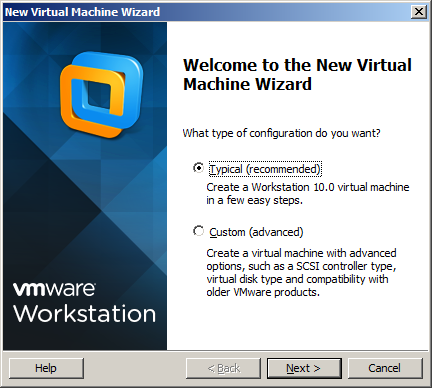 New Virtual Machine Wizard
Welcome to the New Virtual
Machine Wizard
What type of configuration do you want?
Typical (recommended)
Create a Workstation 10.0 virtual machine
in a few easy steps.
Custom (advanced)
Create a virtual machine with advanced
options, such as a SCSI controller type,
virtual disk type and compatibility with
older VMware products.
vmware
Workstation
Help
< Back
Next >
Cancel